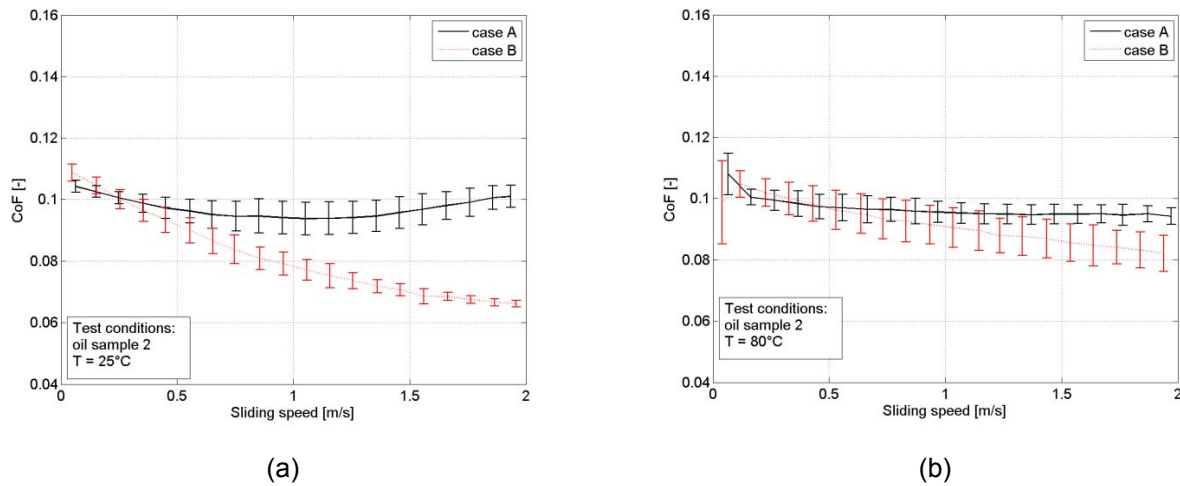 0.16
0.14
0.12
0.1
0.08
0.06
0.04
CoF [-]
case A
case B
Test conditions:
oil sample 2
T = 25°C
0 0.5 1 1.5 2
Sliding speed [m/s]
(a)
0.16
0.14
0.12
0.1
0.08
0.06
0.04
CoF [-]
case A
case B
Test conditions:
oil sample 2
T = 80°C
0 0.5 1 1.5 2
Sliding speed [m/s]
(b)